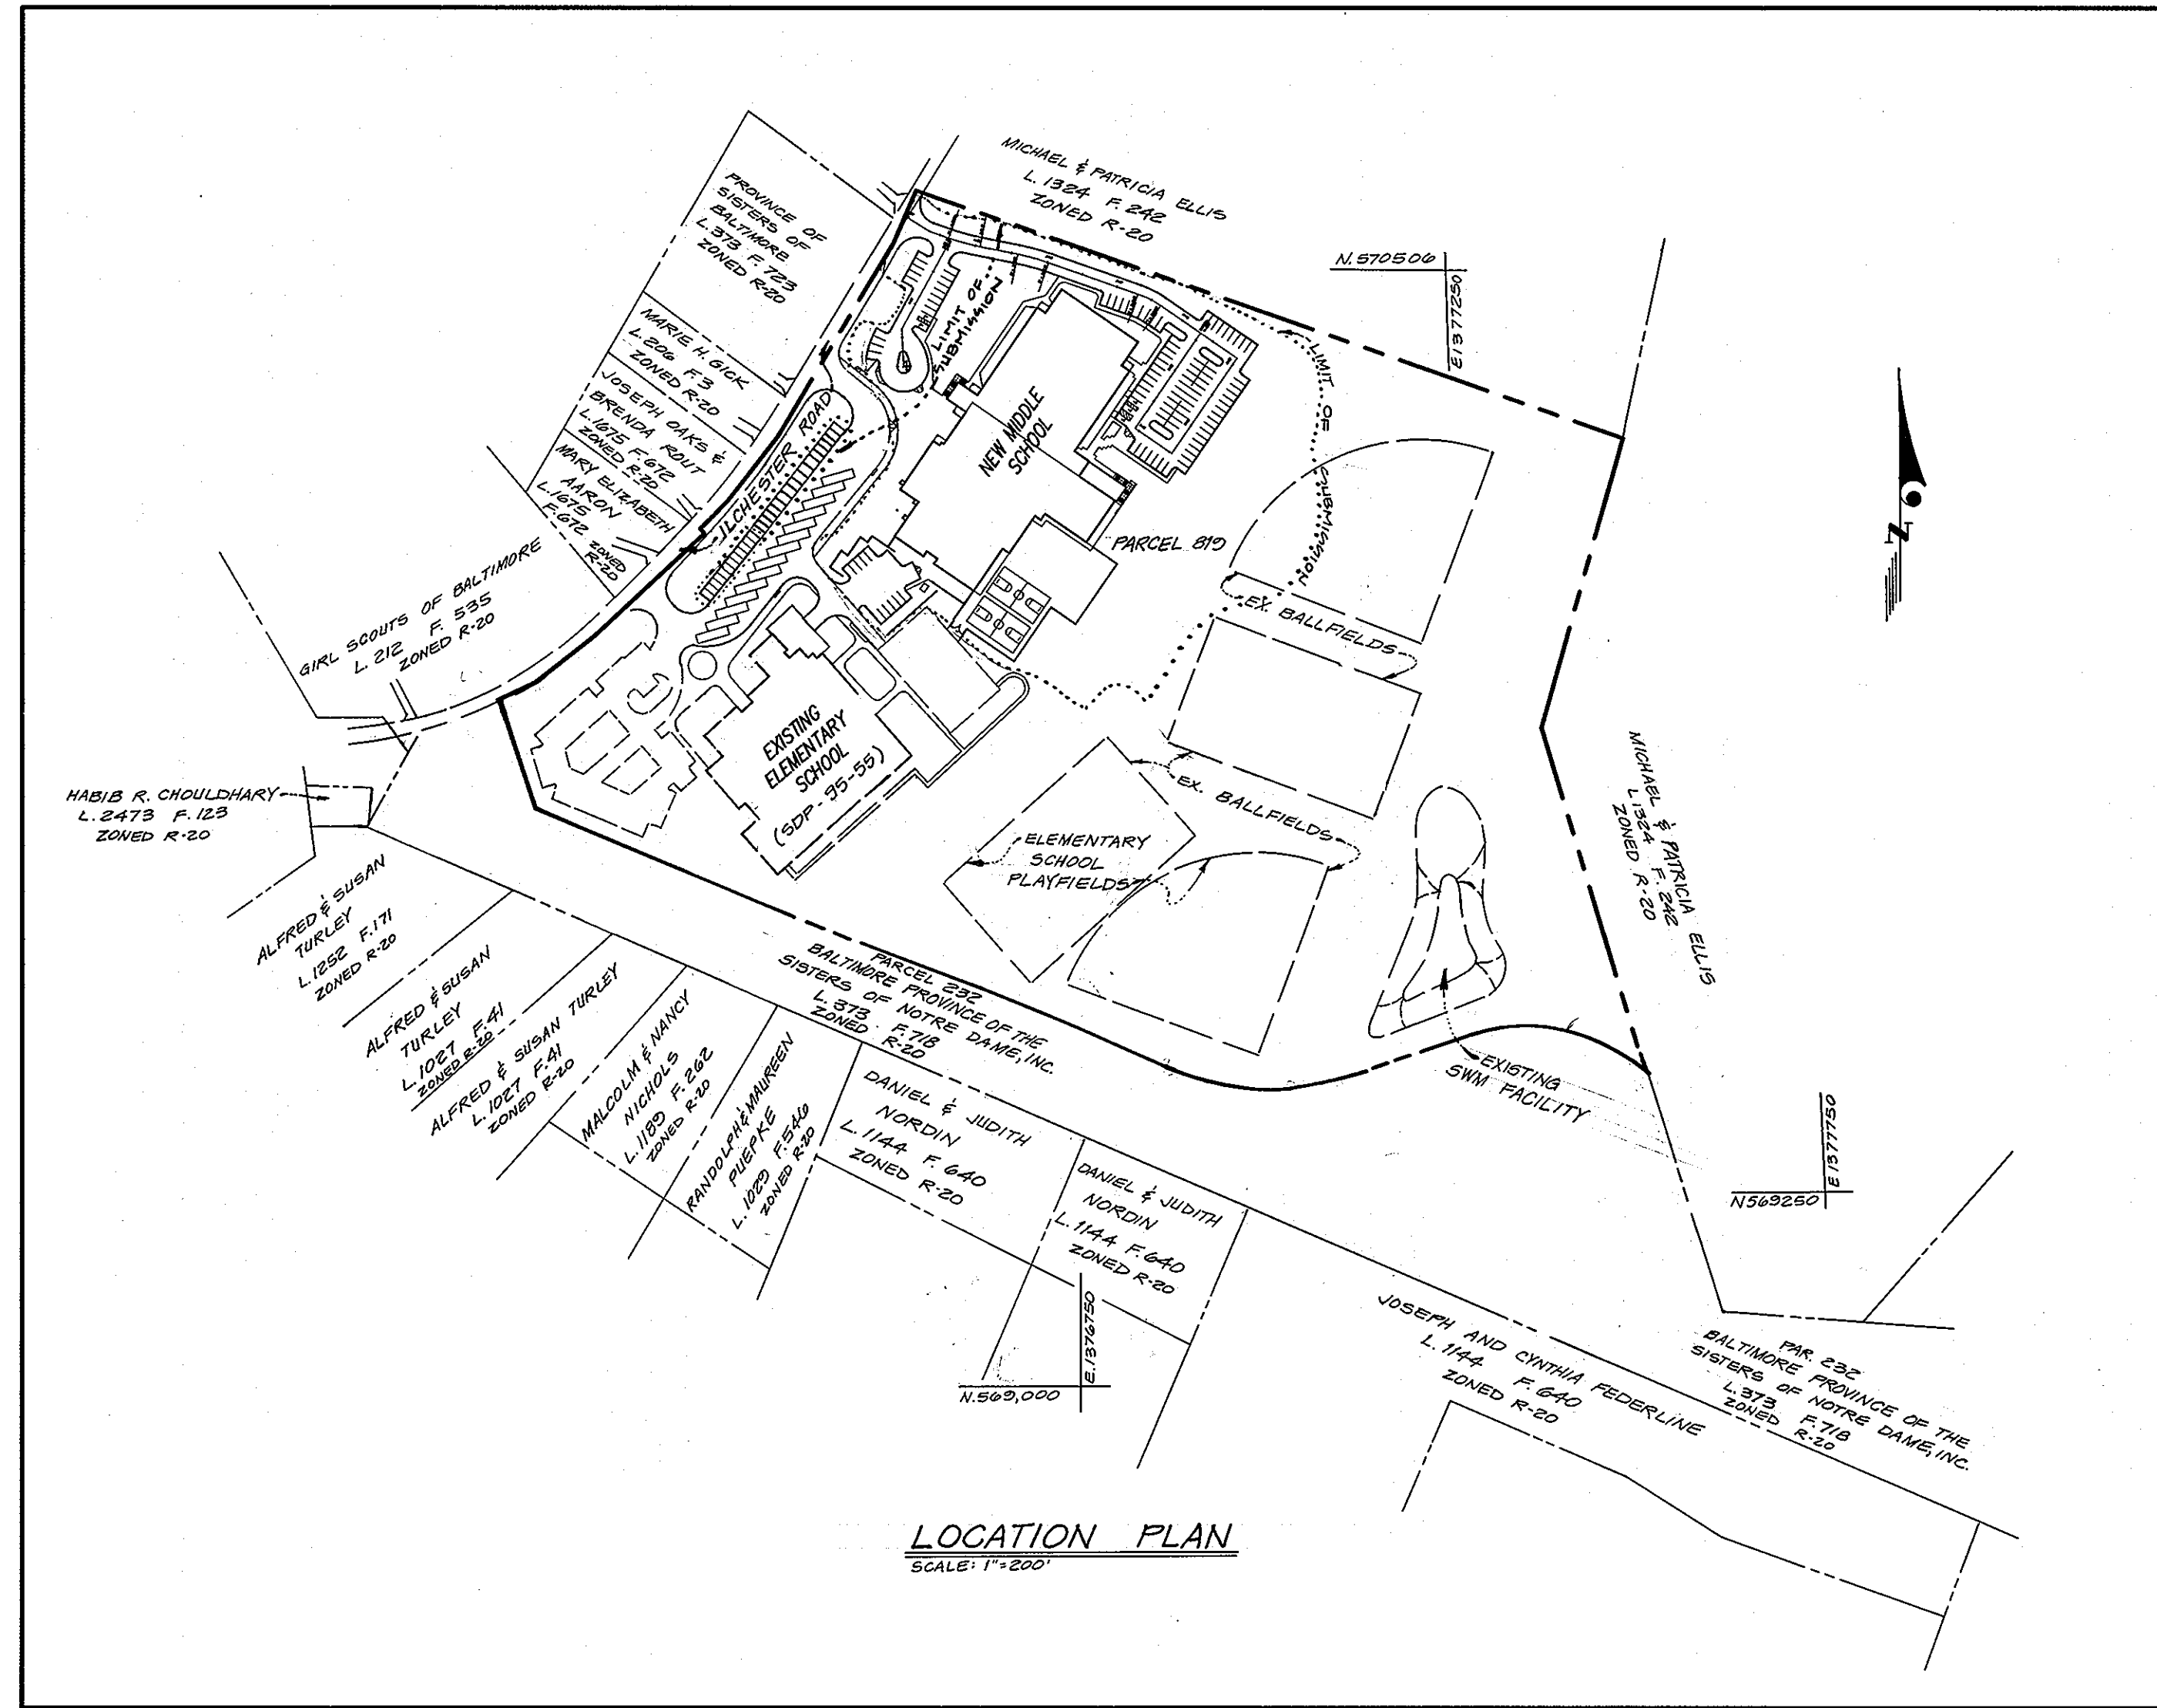 MICHAEL & PATRICIA ELLIS
L. 1324 F. 242
ZONED R-20
PROVINCE OF
SISTERS OF
BALTIMORE
L. 373 F. 723
ZONED R-20
MARIE H. GICK
L. 206 F. 3
ZONED R-20
JOSEPH OAKS &
BRENDA ROUT
L. 1675 F. 672
ZONED R-20
MARY ELIZABETH
AARON
L. 1675
F. 672 ZONED
R-20
GIRL SCOUTS OF BALTIMORE
L. 212 F. 535
ZONED R-20
N. 570506
E 1377250
LIMIT OF
SUBMISSION
ILCHESTER ROAD
NEW MIDDLE
SCHOOL
LIMIT OF SUBMISSION
PARCEL 819
EX. BALLFIELDS
N
EXISTING
ELEMENTARY
SCHOOL
(SDP-95-55)
EX. BALLFIELDS
ELEMENTARY
SCHOOL
PLAYFIELDS
MICHAEL & PATRICIA ELLIS
L 1324 F. 242
ZONED R-20
HABIB R. CHOULDHARY
L. 2473 F. 123
ZONED R-20
ALFRED & SUSAN
TURLEY
L. 1252 F. 171
ZONED R-20
ALFRED & SUSAN
TURLEY
L. 1027 F. 41
ZONED R-20
ALFRED & SUSAN TURLEY
L. 1027 F. 41
ZONED R-20
MALCOLM & NANCY
NICHOLS
L. 1189 F. 262
ZONED R-20
RANDOLPH & MAUREEN
PUEPKE
L. 1029 F. 546
ZONED R-20
PARCEL 232
BALTIMORE PROVINCE OF THE
SISTERS OF NOTRE DAME, INC.
L. 373 F. 718
ZONED R-20
DANIEL & JUDITH
NORDIN
L. 1144 F. 640
ZONED R-20
DANIEL & JUDITH
NORDIN
L. 1144 F. 640
ZONED R-20
EXISTING
SWM FACILITY
E 1377750
N 569250
E. 1376750
N. 569,000
JOSEPH AND CYNTHIA FEDERLINE
L. 1144 F. 640
ZONED R-20
PAR. 232
BALTIMORE PROVINCE OF THE
SISTERS OF NOTRE DAME, INC.
L. 373 F. 718
ZONED R-20
LOCATION PLAN
SCALE: 1"=200'